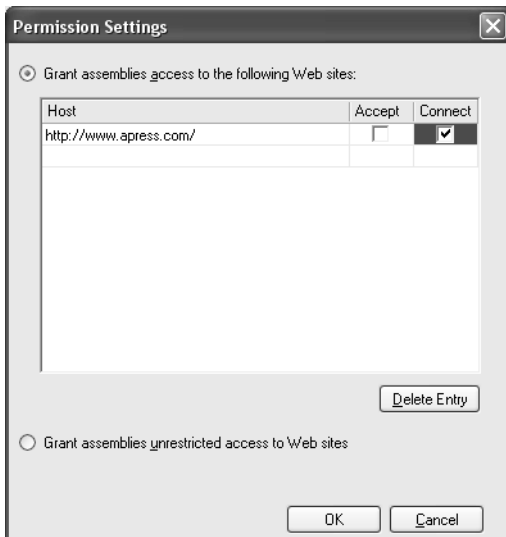 Permission Settings
Grant assemblies access to the following Web sites:
Host Accept Connect
http://www.apress.com/
Delete Entry
Grant assemblies unrestricted access to Web sites
OK Cancel